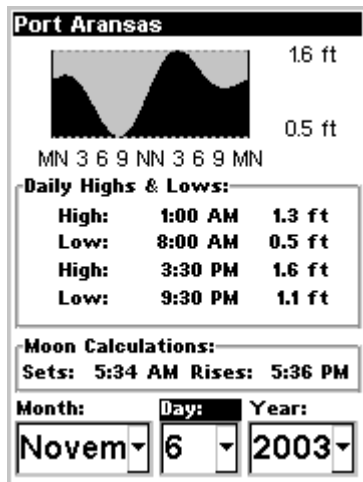 Port Aransas
1.6 ft
0.5 ft
MN 3 6 9 NN 3 6 9 MN
Daily Highs & Lows:
High: 1:00 AM 1.3 ft
Low: 8:00 AM 0.5 ft
High: 3:30 PM 1.6 ft
Low: 9:30 PM 1.1 ft
Moon Calculations:
Sets: 5:34 AM Rises: 5:36 PM
Month: Day: Year:
Novem 6 2003